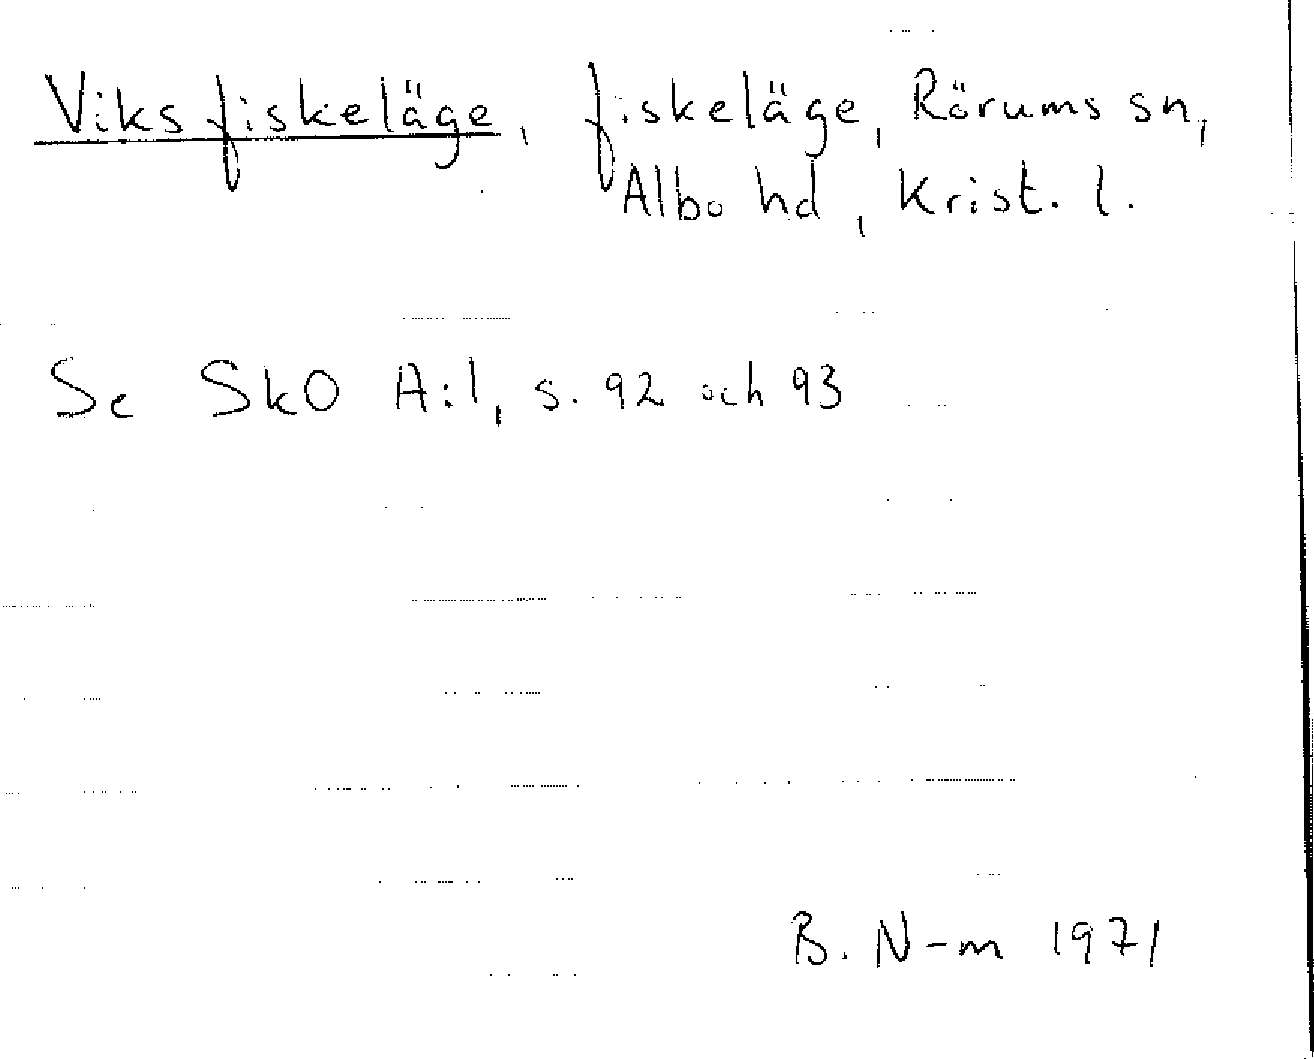 Viks fiskeläge, fiskeläge, Rörums sn,
Albo hd, Krist. l.
Se SkO A:1, s. 92 och 93
B. N-m 1971